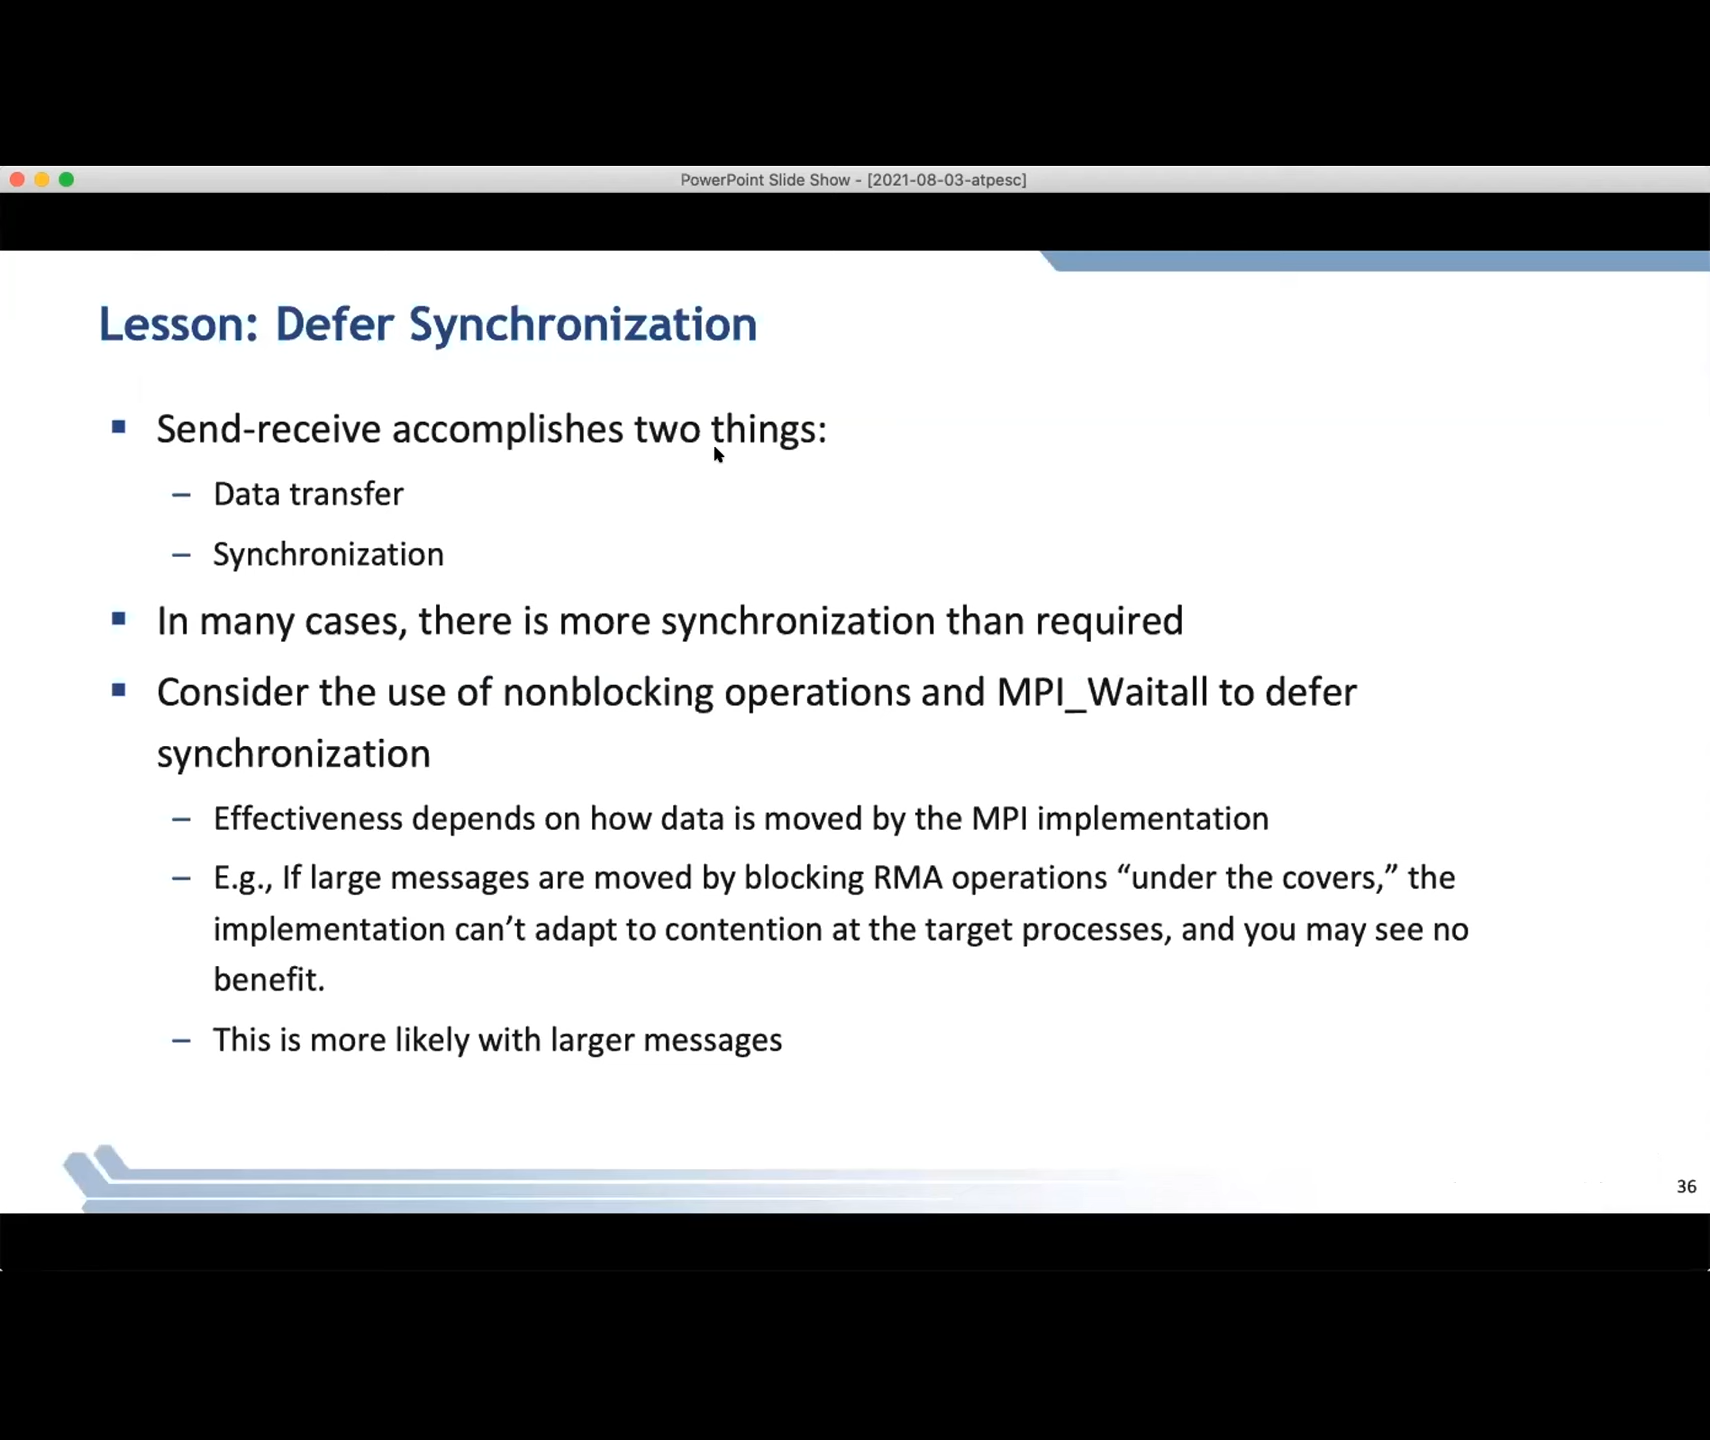 PowerPoint Slide Show - [2021-08-03-atpesc]
Lesson: Defer Synchronization
▪ Send-receive accomplishes two things:
– Data transfer
– Synchronization
▪ In many cases, there is more synchronization than required
▪ Consider the use of nonblocking operations and MPI_Waitall to defer
synchronization
– Effectiveness depends on how data is moved by the MPI implementation
– E.g., If large messages are moved by blocking RMA operations “under the covers,” the
implementation can’t adapt to contention at the target processes, and you may see no
benefit.
– This is more likely with larger messages
36